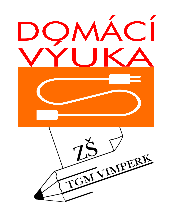 DOMÁCÍ
VÝUKA
ZŠ
TGM VIMPERK